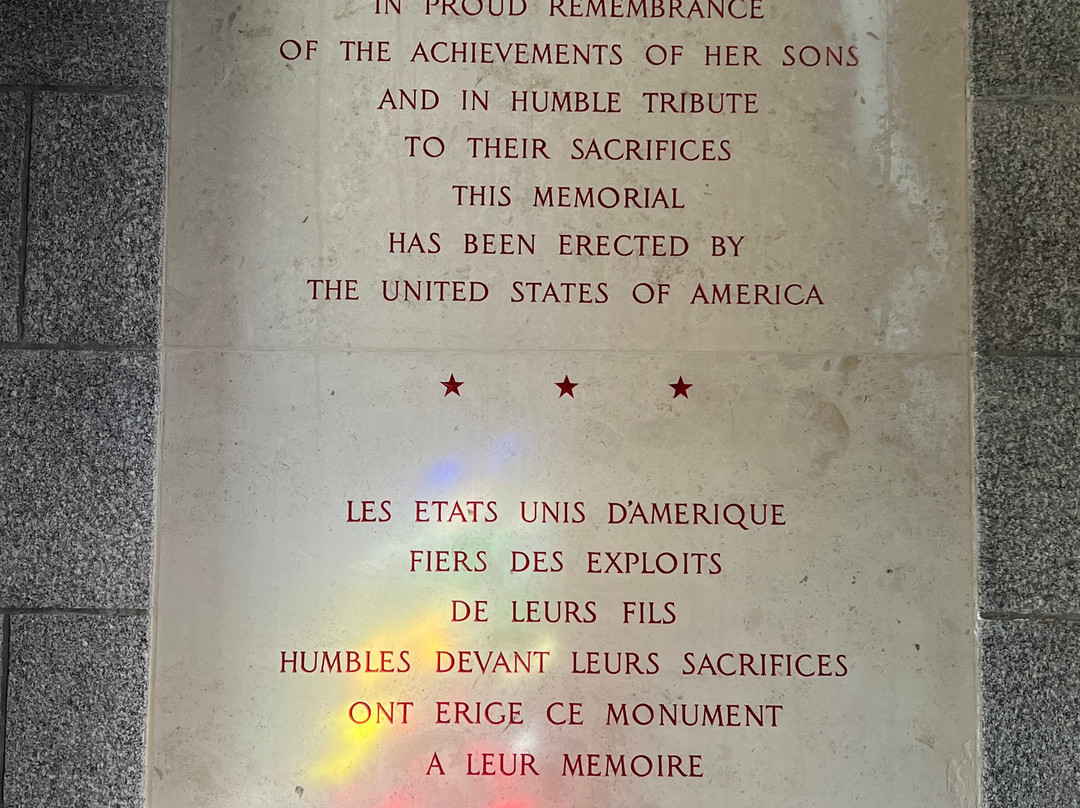 IN PROUD REMEMBRANCE
OF THE ACHIEVEMENTS OF HER SONS
AND IN HUMBLE TRIBUTE
TO THEIR SACRIFICES
THIS MEMORIAL
HAS BEEN ERECTED BY
THE UNITED STATES OF AMERICA
LES ETATS UNIS D'AMERIQUE
FIERS DES EXPLOITS
DE LEURS FILS
HUMBLES DEVANT LEURS SACRIFICES
ONT ERIGE CE MONUMENT
A LEUR MEMOIRE